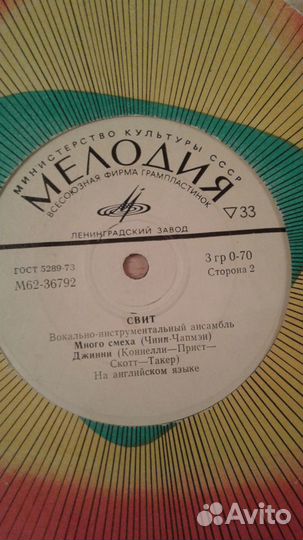 МИНИСТЕРСТВО КУЛЬТУРЫ СССР
МЕЛОДИЯ
ВСЕСОЮЗНАЯ ФИРМА ГРАМПЛАСТИНОК
▽33
ЛЕНИНГРАДСКИЙ ЗАВОД
ГОСТ 5289-73
М62-36792
3 гр 0-70
Сторона 2
СВИТ
Вокально-инструментальный ансамбль
Много смеха (Чинн-Чапмэн)
Джинни (Коннелли—Прист—
Скотт—Такер)
На английском языке
Avito